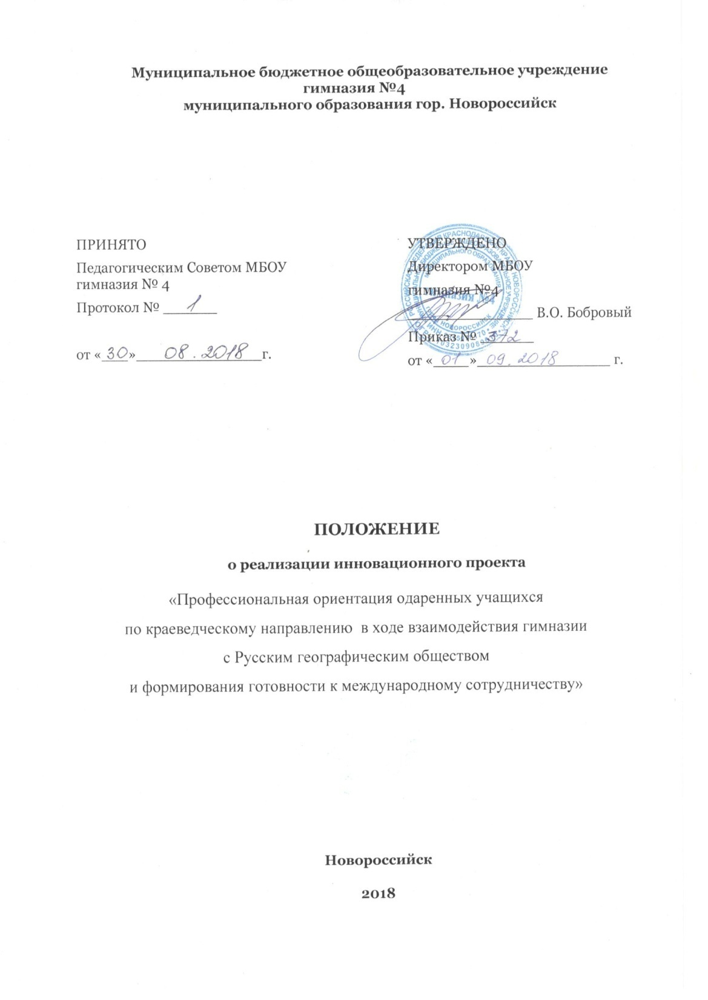 Муниципальное бюджетное общеобразовательное учреждение
гимназия №4
муниципального образования гор. Новороссийск
ПРИНЯТО
Педагогическим Советом МБОУ
гимназия № 4
Протокол № 1
от «30» 08.2018 г.
УТВЕРЖДЕНО
Директором МБОУ
гимназия №4
В.О. Бобровый
Приказ № 372
от «01» 09.2018 г.
ПОЛОЖЕНИЕ
о реализации инновационного проекта
«Профессиональная ориентация одаренных учащихся
по краеведческому направлению в ходе взаимодействия гимназии
с Русским географическим обществом
и формирования готовности к международному сотрудничеству»
Новороссийск
2018